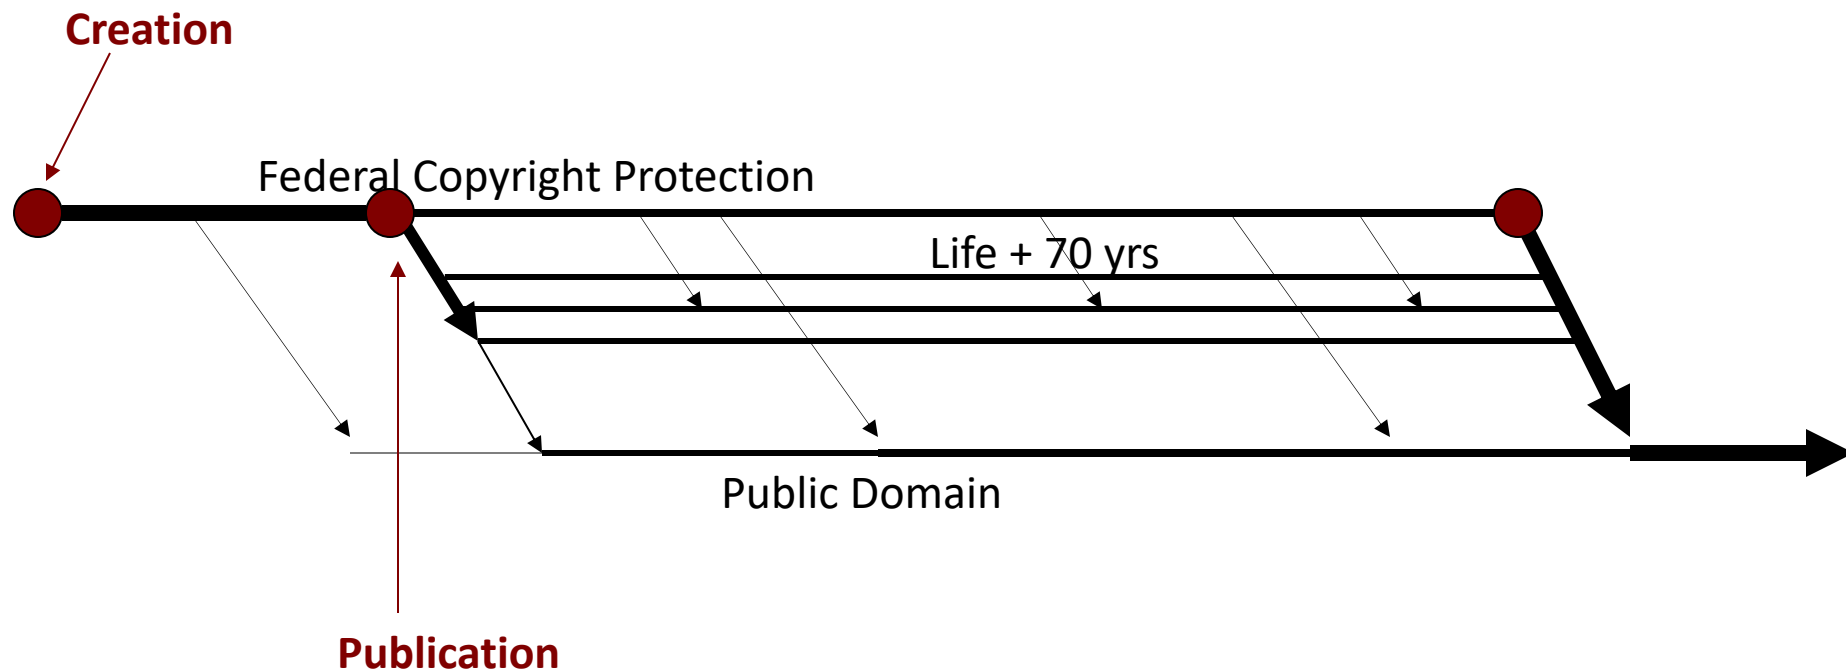 Creation
Federal Copyright Protection
Life + 70 yrs
Public Domain
Publication